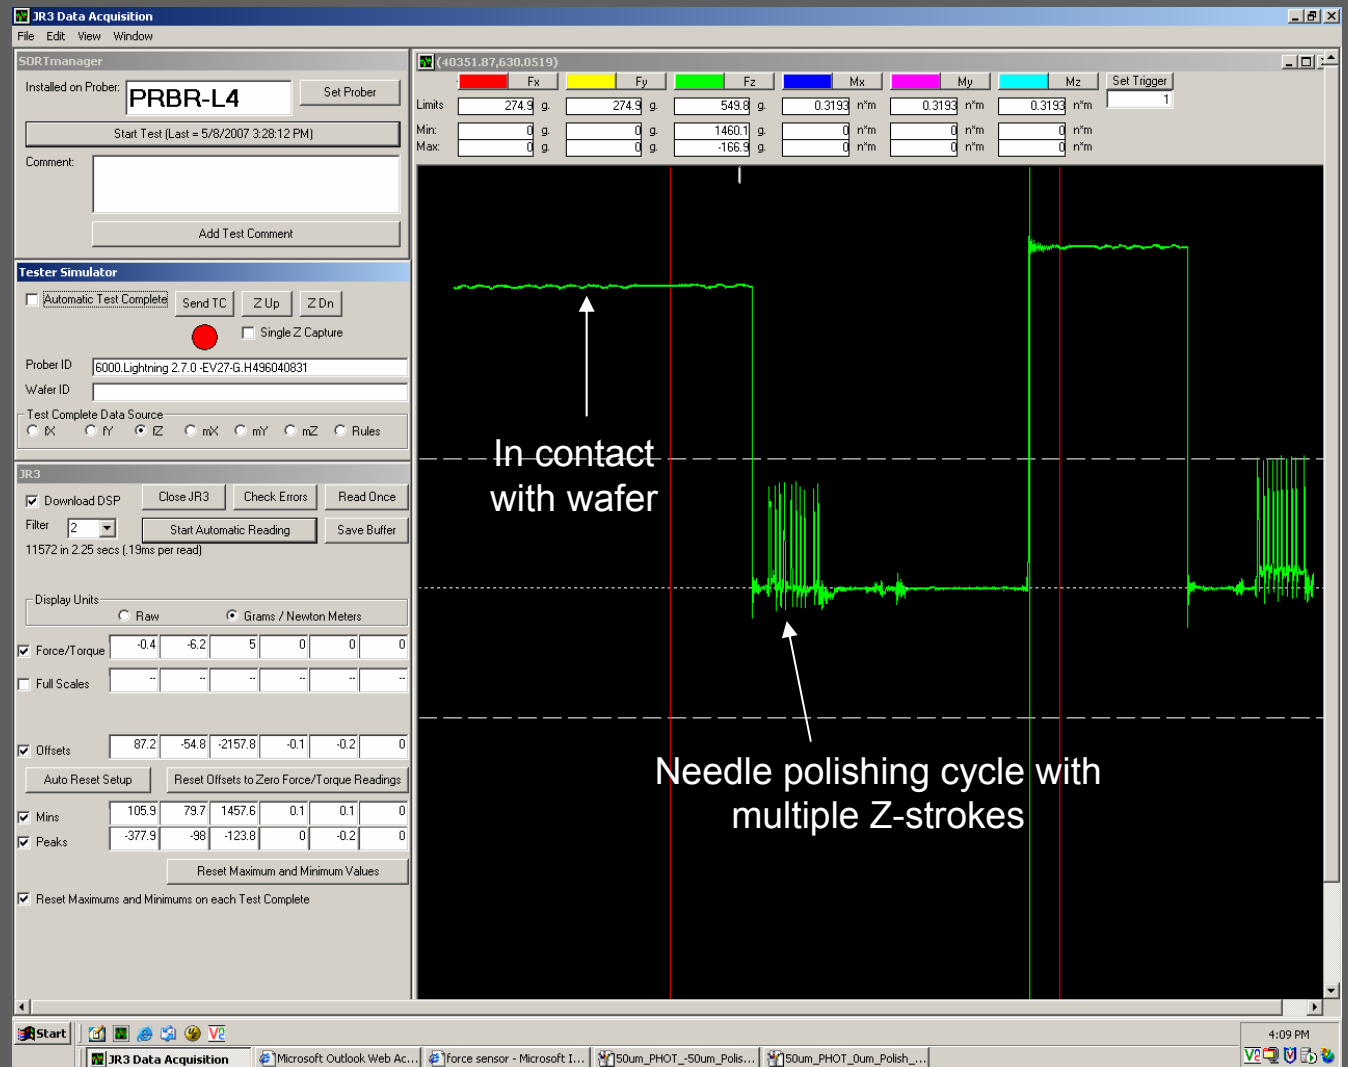 JR3 Data Acquisition
File Edit View Window
SORTmanager
Installed on Prober: PRBR-L4 Set Prober
Start Test (Last = 5/8/2007 3:28:12 PM)
Comment:
Add Test Comment
Tester Simulator
Automatic Test Complete Send TC Z Up Z Dn
Single Z Capture
Prober ID 6000.Lightning 2.7.0 -EV27-G.H496040831
Wafer ID
Test Complete Data Source
fX fY fZ mX mY mZ Rules
JR3
Download DSP Close JR3 Check Errors Read Once
Filter 2 Start Automatic Reading Save Buffer
11572 in 2.25 secs (.19ms per read)
Display Units
Raw Grams / Newton Meters
Force/Torque -0.4 -6.2 5 0 0 0
Full Scales -- -- -- -- -- --
Offsets 87.2 -54.8 -2157.8 -0.1 -0.2 0
Auto Reset Setup Reset Offsets to Zero Force/Torque Readings
Mins 105.9 79.7 1457.6 0.1 0.1 0
Peaks -377.9 -98 -123.8 0 -0.2 0
Reset Maximum and Minimum Values
Reset Maximums and Minimums on each Test Complete
(40351.87,630.0519)
Fx Fy Fz Mx My Mz Set Trigger
Limits 274.9 g. 274.9 g. 549.8 g. 0.3193 n*m 0.3193 n*m 0.3193 n*m 1
Min: 0 g. 0 g. 1460.1 g. 0 n*m 0 n*m 0 n*m
Max: 0 g. 0 g. -166.9 g. 0 n*m 0 n*m 0 n*m
In contact
with wafer
Needle polishing cycle with
multiple Z-strokes
Start
4:09 PM
JR3 Data Acquisition Microsoft Outlook Web Ac... force sensor - Microsoft I... 50um_PHOT_-50um_Polis... 50um_PHOT_0um_Polish_...